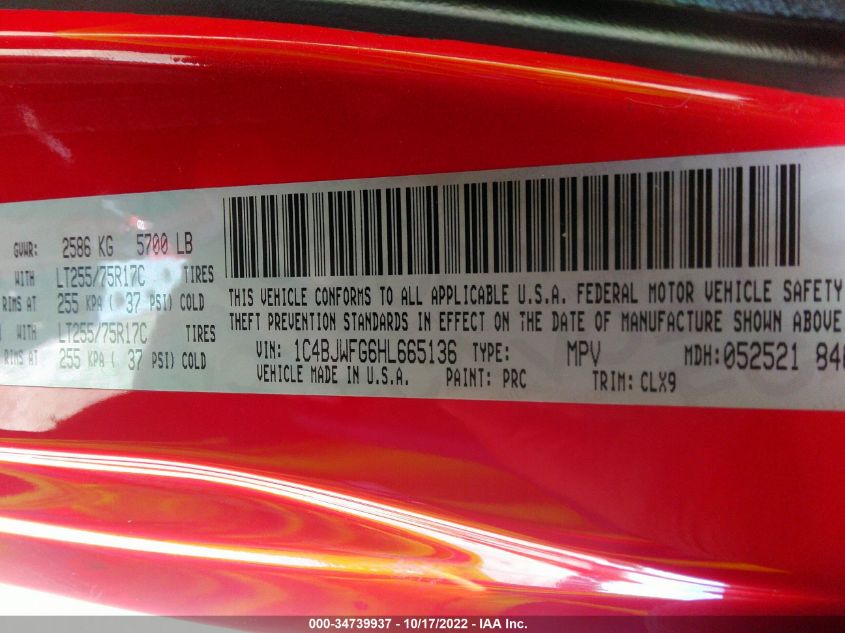 GVWR: 2586 KG 5700 LB
WITH LT255/75R17C TIRES
RIMS AT 255 KPA ( 37 PSI) COLD
WITH LT255/75R17C TIRES
RIMS AT 255 KPA ( 37 PSI) COLD
THIS VEHICLE CONFORMS TO ALL APPLICABLE U.S.A. FEDERAL MOTOR VEHICLE SAFETY
THEFT PREVENTION STANDARDS IN EFFECT ON THE DATE OF MANUFACTURE SHOWN ABOVE
VIN: 1C4BJWFG6HL665136 TYPE: MPV MDH:052521 840
VEHICLE MADE IN U.S.A. PAINT: PRC TRIM: CLX9
000-34739937 - 10/17/2022 - IAA Inc.